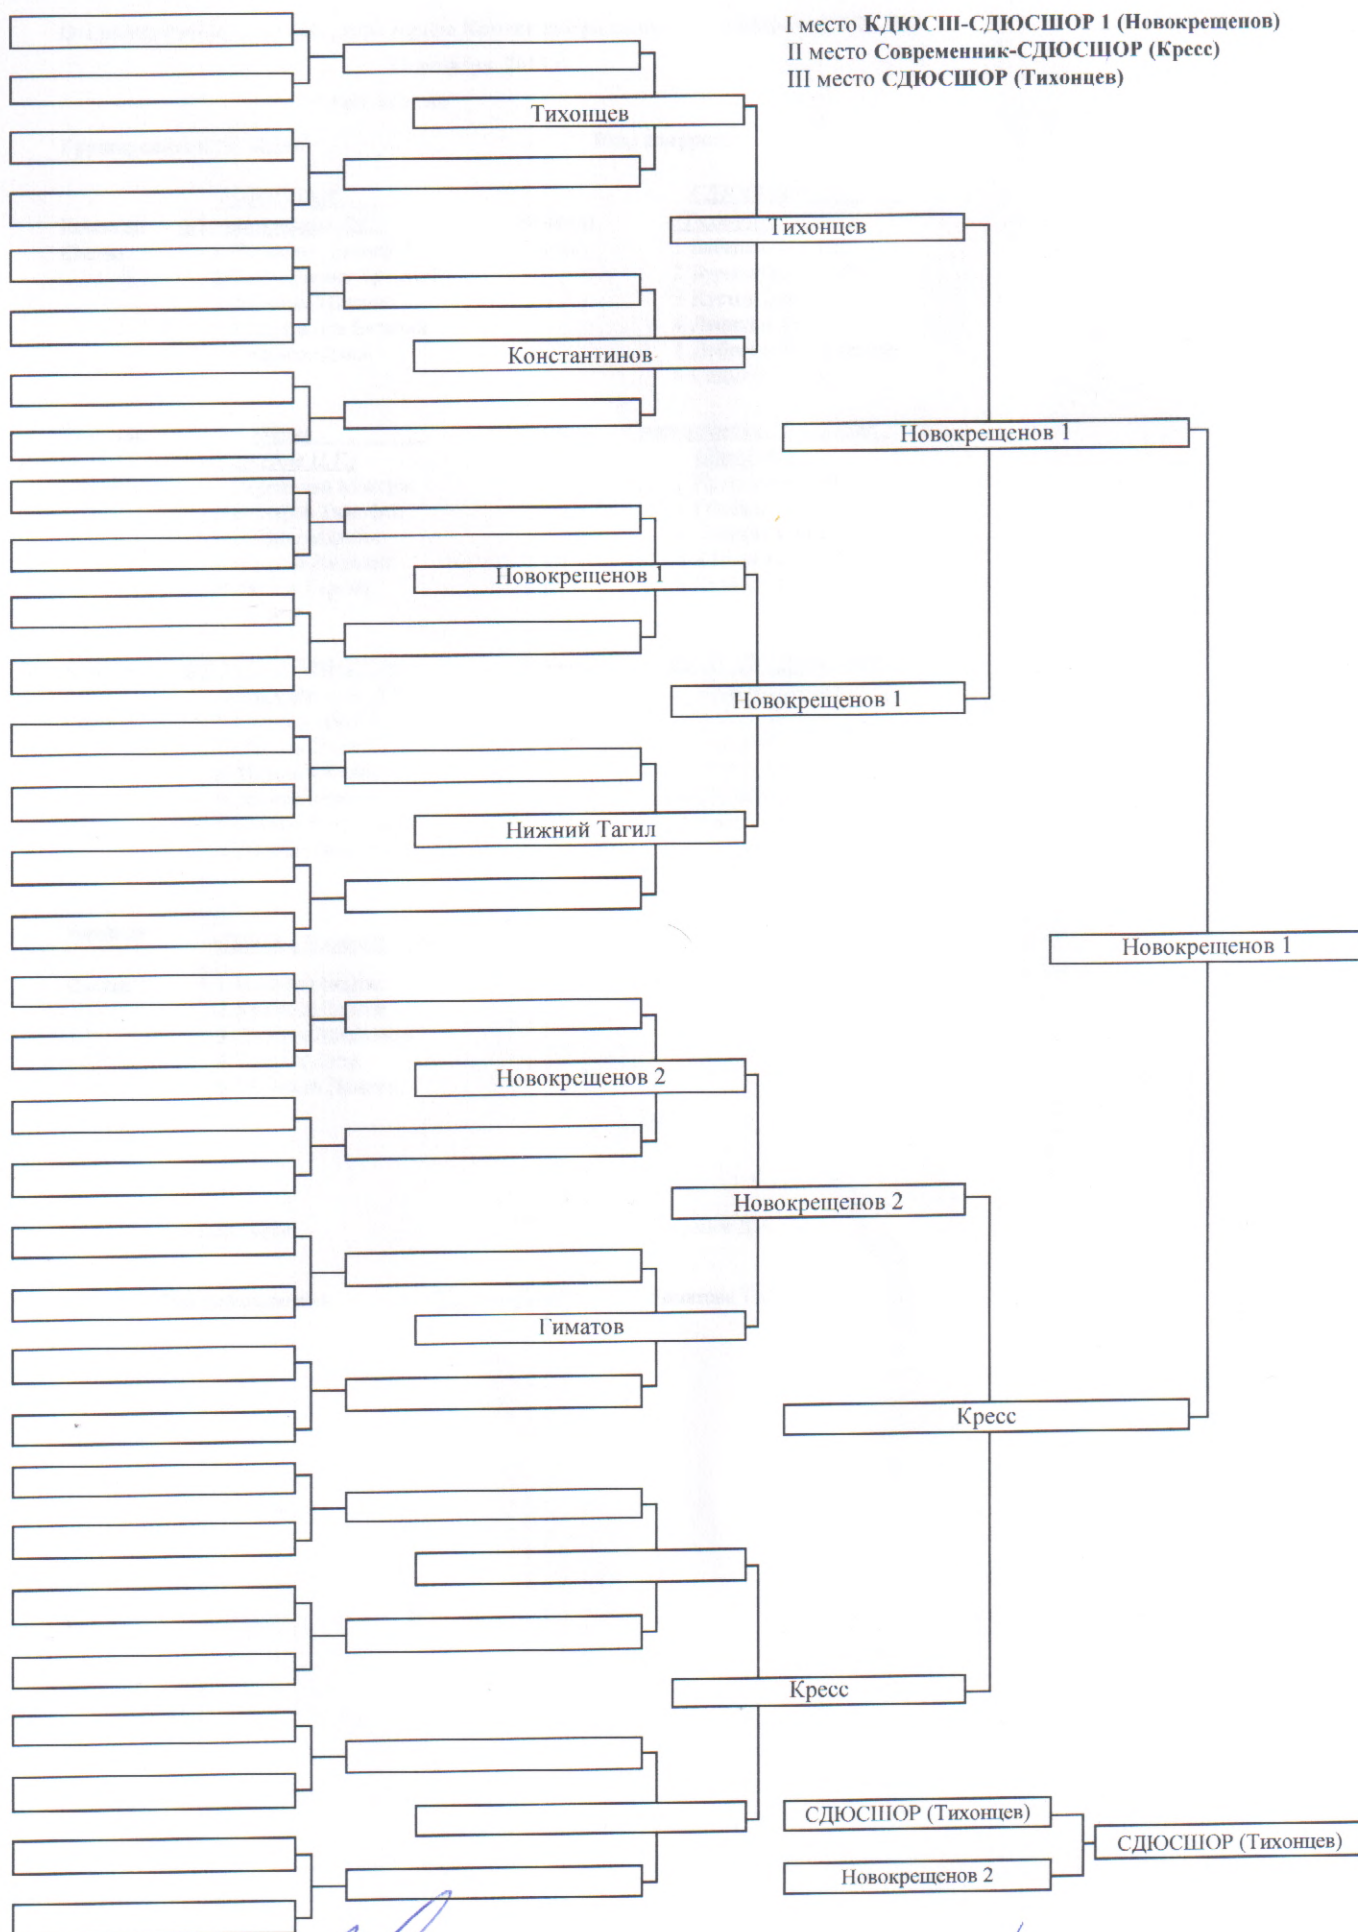 I место КДЮСШ-СДЮСШОР 1 (Новокрещенов)
II место Современник-СДЮСШОР (Кресс)
III место СДЮСШОР (Тихонцев)
Тихонцев
Тихонцев
Константинов
Новокрещенов 1
Новокрещенов 1
Новокрещенов 1
Нижний Тагил
Новокрещенов 1
Новокрещенов 2
Новокрещенов 2
Гиматов
Кресс
Кресс
СДЮСШОР (Тихонцев)
СДЮСШОР (Тихонцев)
Новокрещенов 2